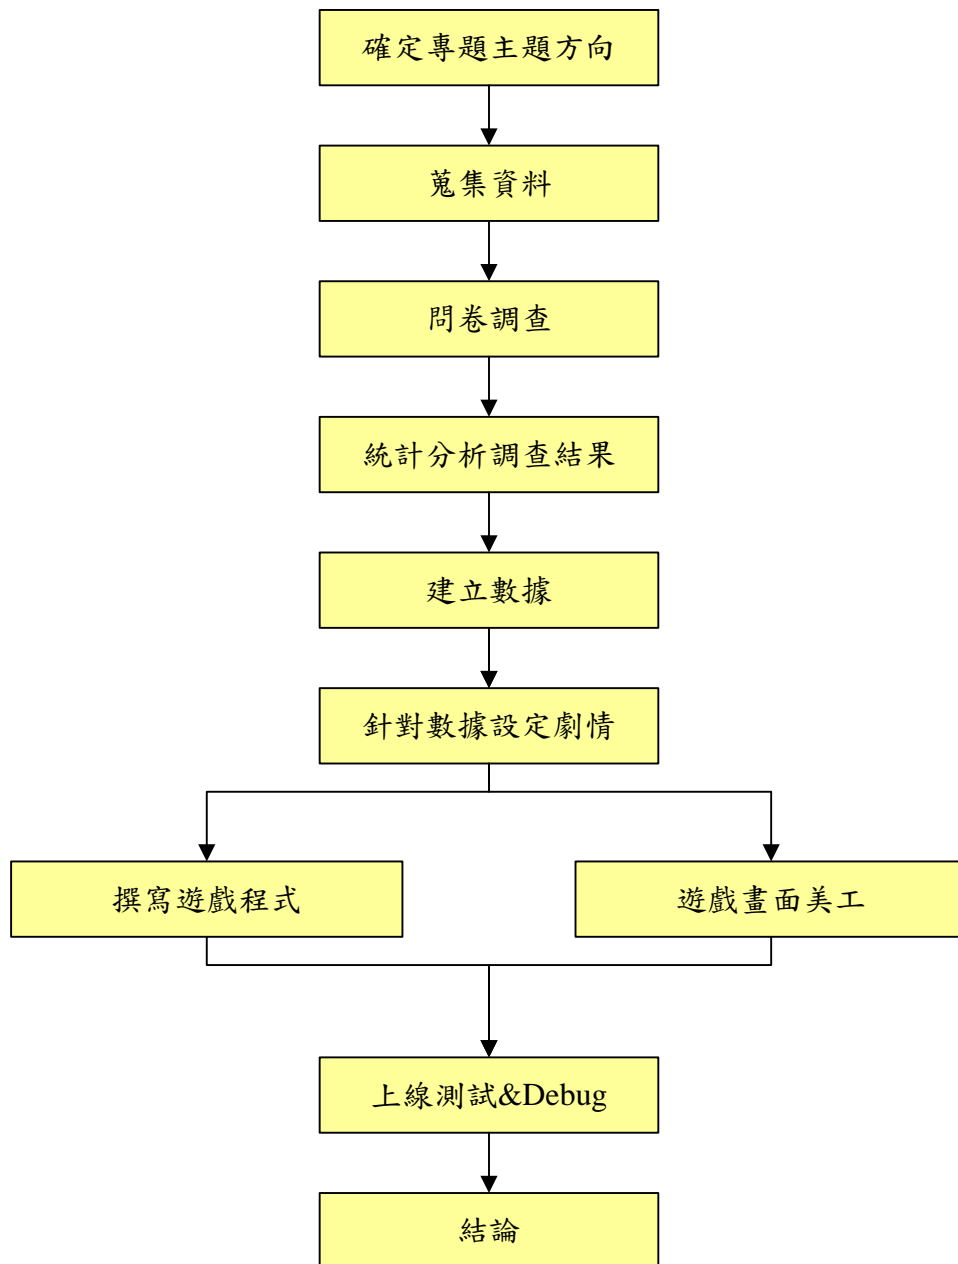 確定專題主題方向
蒐集資料
問卷調查
統計分析調查結果
建立數據
針對數據設定劇情
撰寫遊戲程式
遊戲畫面美工
上線測試&Debug
結論